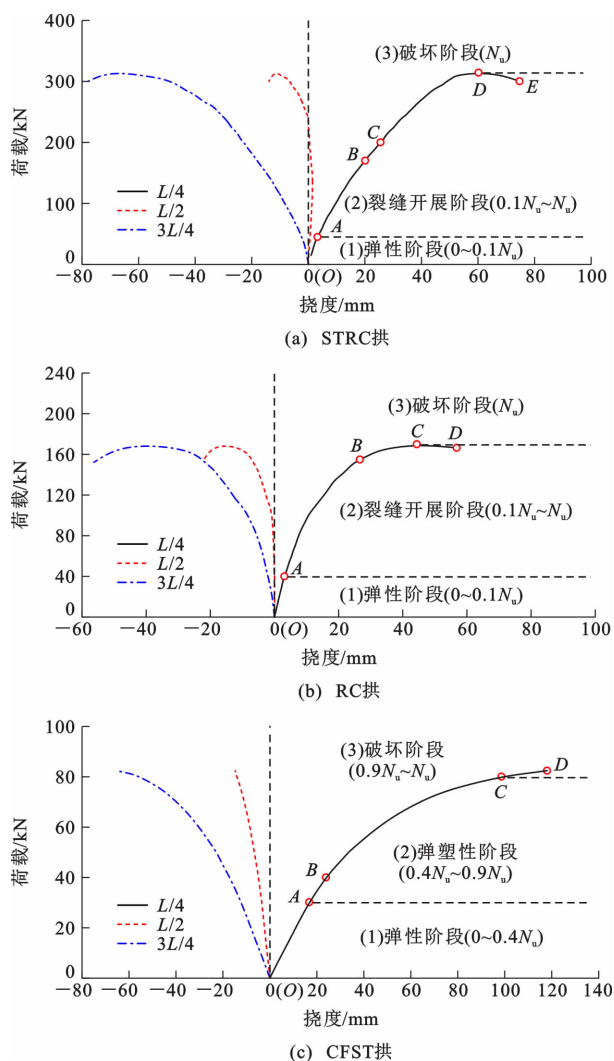 400
300
200
100
0
荷载/kN
(3)破坏阶段(Nu)
D
E
C
B
(2)裂缝开展阶段(0.1Nu~Nu)
A
(1)弹性阶段(0~0.1Nu)
L/4
L/2
3L/4
−80 −60 −40 −20 0(O) 20 40 60 80 100
挠度/mm
(a) STRC拱
240
200
160
120
80
40
0
荷载/kN
(3)破坏阶段(Nu)
B
C
D
(2)裂缝开展阶段(0.1Nu~Nu)
A
(1)弹性阶段(0~0.1Nu)
L/4
L/2
3L/4
−60 −40 −20 0(O) 20 40 60 80 100
挠度/mm
(b) RC拱
100
80
60
40
20
0
荷载/kN
(3)破坏阶段
(0.9Nu~Nu)
D
C
(2)弹塑性阶段
(0.4Nu~0.9Nu)
B
A
(1)弹性阶段(0~0.4Nu)
L/4
L/2
3L/4
−80 −60 −40 −20 0(O) 20 40 60 80 100 120 140
挠度/mm
(c) CFST拱